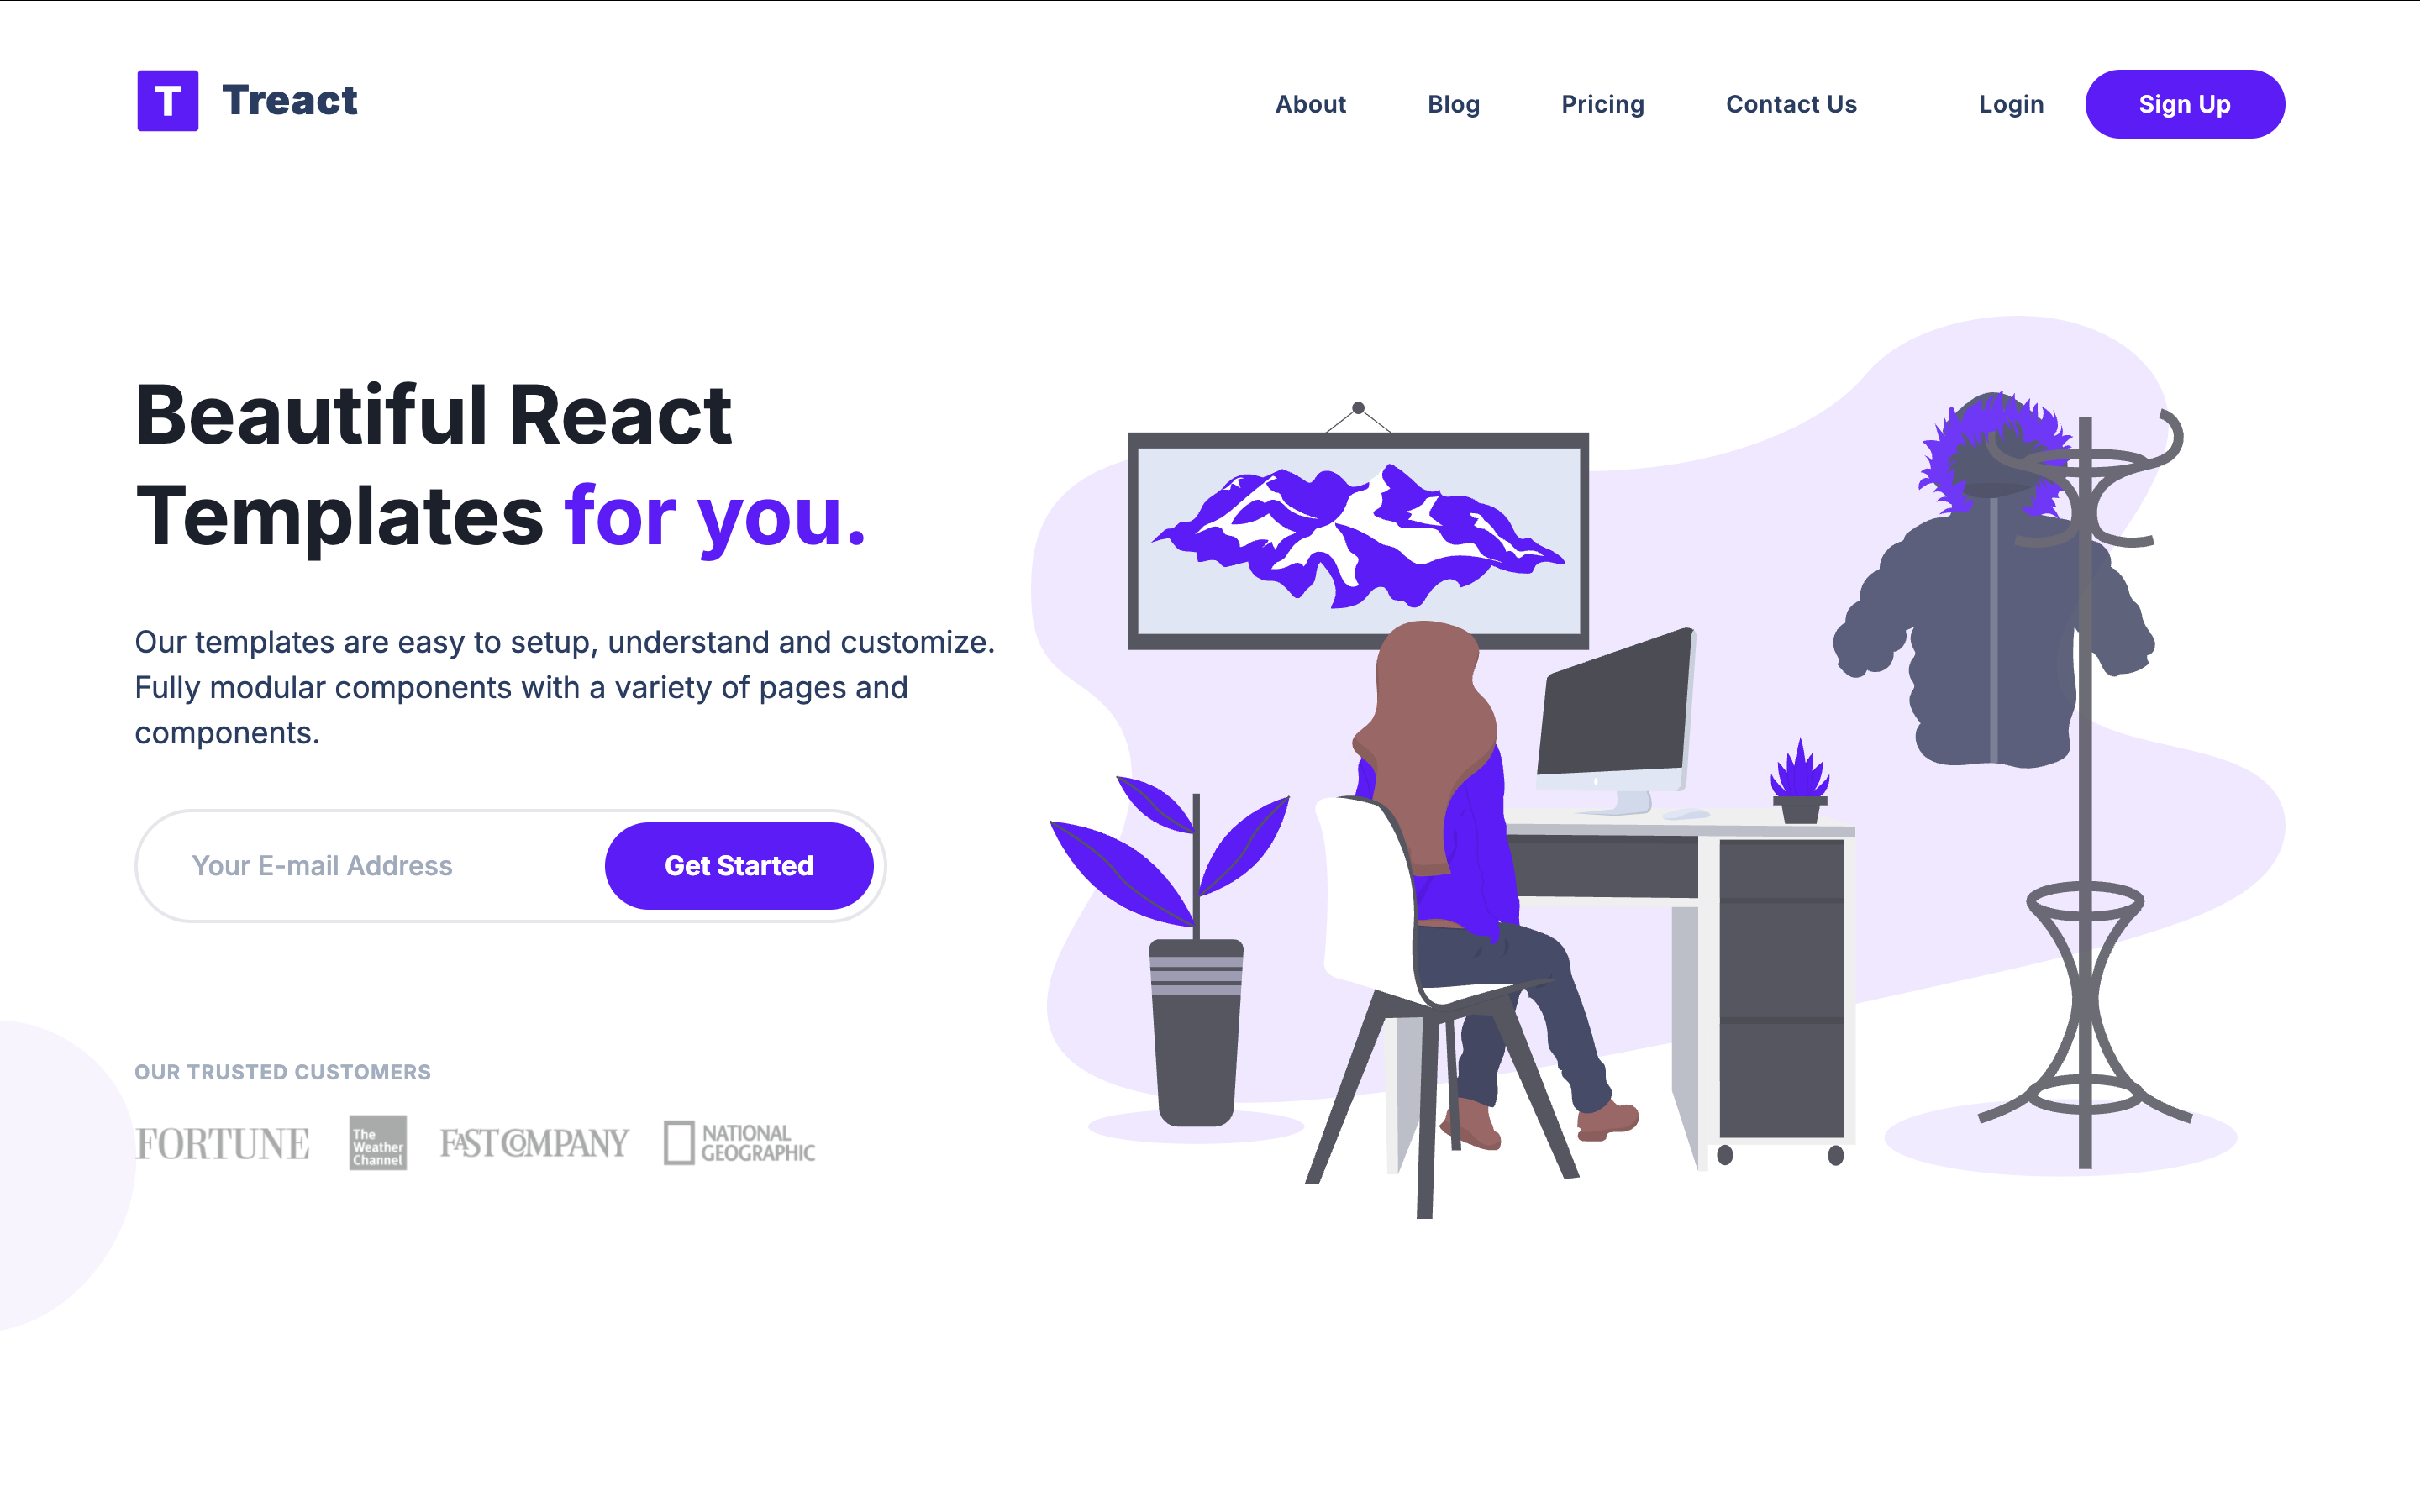 T Treact
About Blog Pricing Contact Us Login Sign Up
Beautiful React
Templates for you.
Our templates are easy to setup, understand and customize.
Fully modular components with a variety of pages and
components.
Your E-mail Address Get Started
OUR TRUSTED CUSTOMERS
FORTUNE
The
Weather
Channel
FAST COMPANY
NATIONAL
GEOGRAPHIC